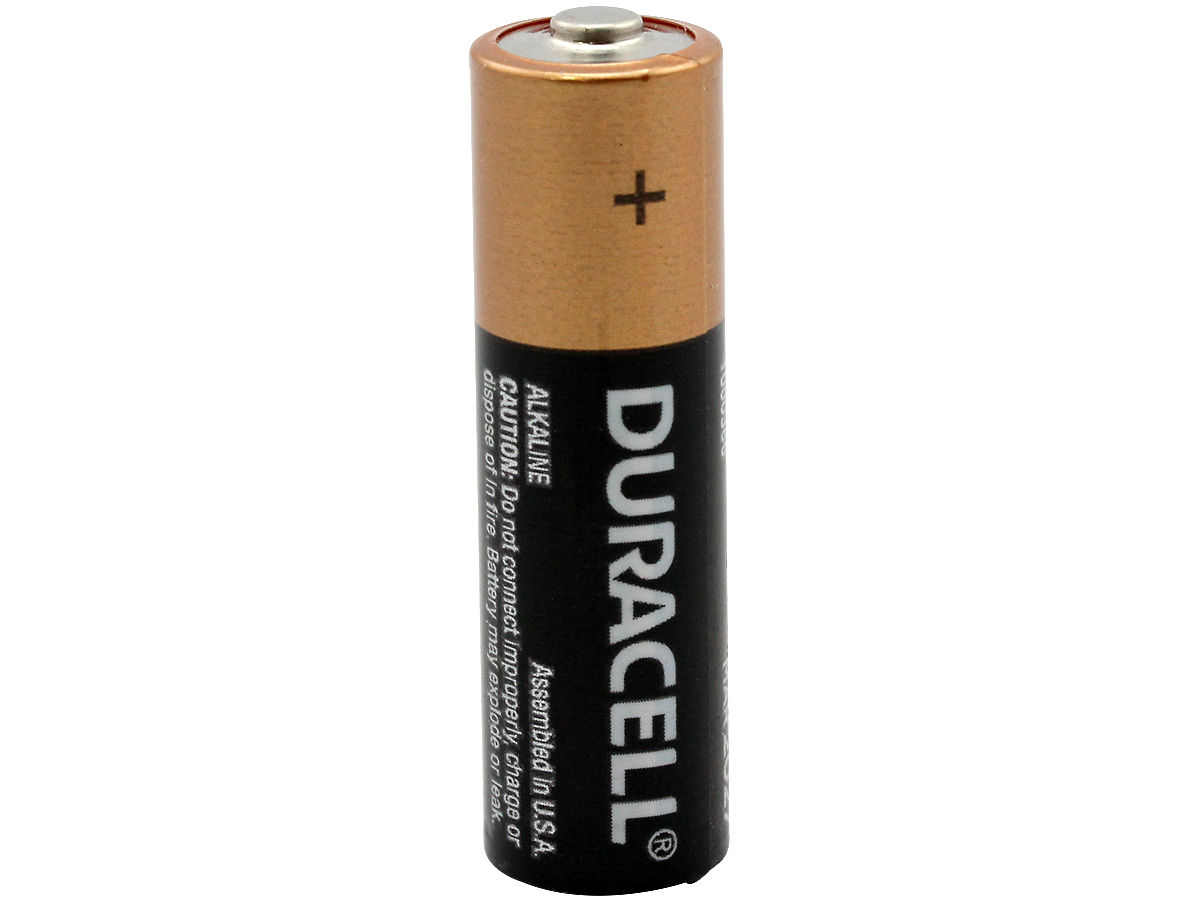 +
DURACELL®
ALKALINE Assembled in U.S.A.
CAUTION: Do not connect improperly, charge or
dispose of in fire. Battery may explode or leak.